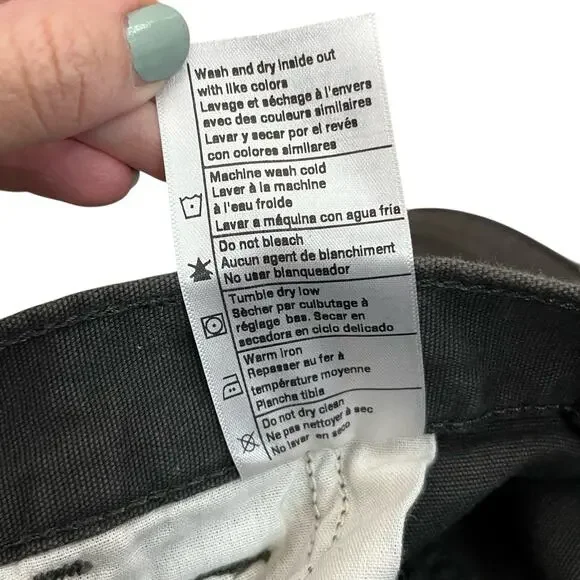 Wash and dry inside out
with like colors
Lavage et séchage à l'envers
avec des couleurs similaires
Lavar y secar por el revés
con colores similares
Machine wash cold
Laver à la machine
à l'eau froide
Lavar a máquina con agua fría
Do not bleach
Aucun agent de blanchiment
No usar blanqueador
Tumble dry low
Sècher par culbutage à
réglage bas. Secar en
secadora en ciclo delicado
Warm iron
Repasser au fer à
température moyenne
Plancha tibia
Do not dry clean
Ne pas nettoyer à sec
No lavar en seco